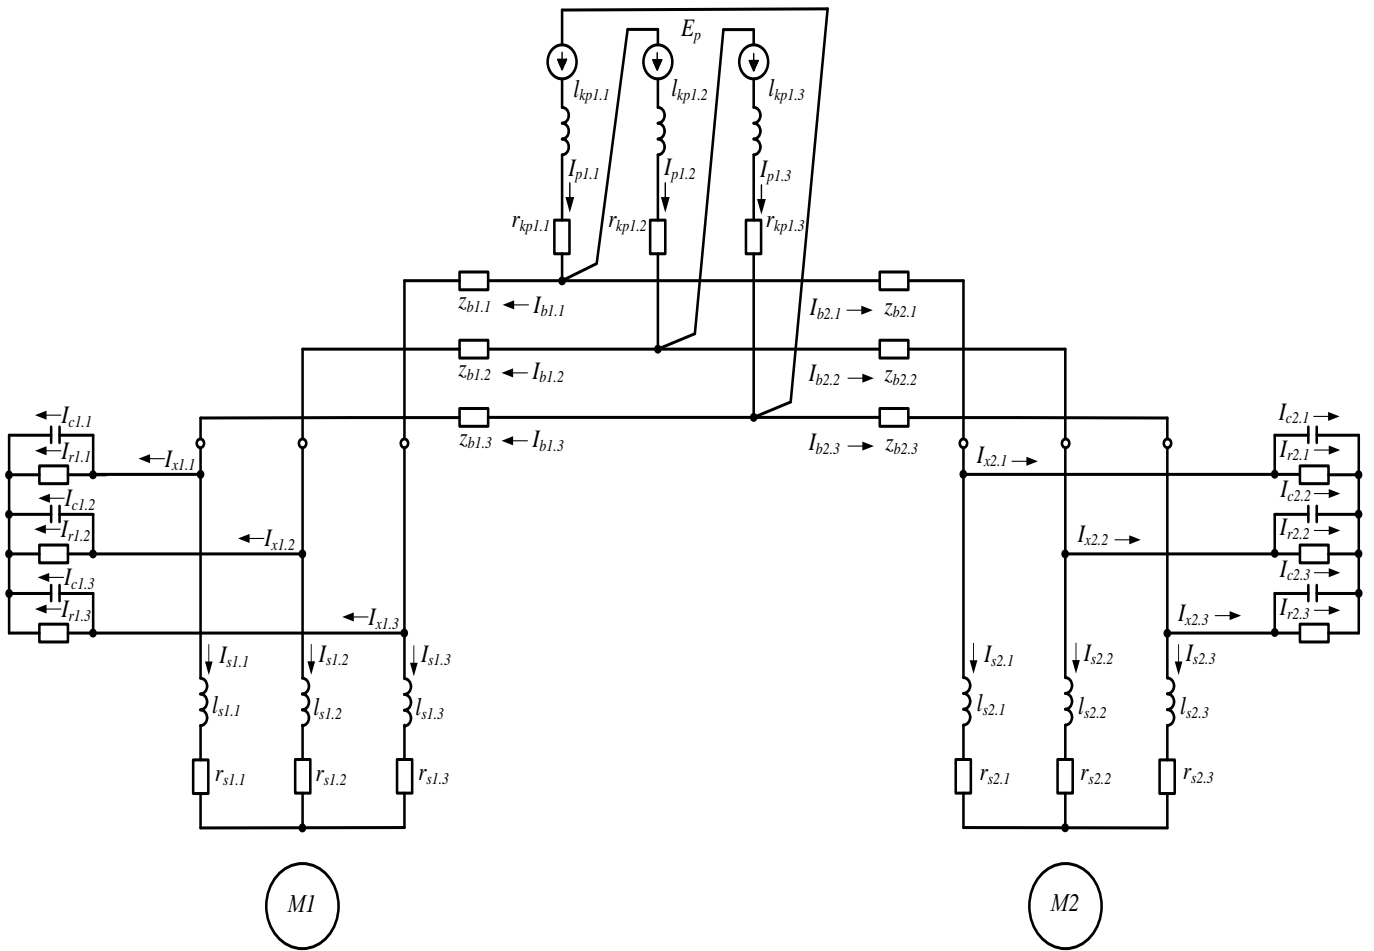 E_p
l_kp1.1 l_kp1.2 l_kp1.3
I_p1.1 I_p1.2 I_p1.3
r_kp1.1 r_kp1.2 r_kp1.3
z_b1.1 I_b1.1 I_b2.1 z_b2.1
z_b1.2 I_b1.2 I_b2.2 z_b2.2
z_b1.3 I_b1.3 I_b2.3 z_b2.3
I_c1.1 I_c2.1
I_r1.1 I_x1.1 I_x2.1 I_r2.1
I_c1.2 I_c2.2
I_r1.2 I_x1.2 I_x2.2 I_r2.2
I_c1.3 I_c2.3
I_r1.3 I_x1.3 I_x2.3 I_r2.3
I_s1.1 I_s1.2 I_s1.3 I_s2.1 I_s2.2 I_s2.3
l_s1.1 l_s1.2 l_s1.3 l_s2.1 l_s2.2 l_s2.3
r_s1.1 r_s1.2 r_s1.3 r_s2.1 r_s2.2 r_s2.3
M1 M2